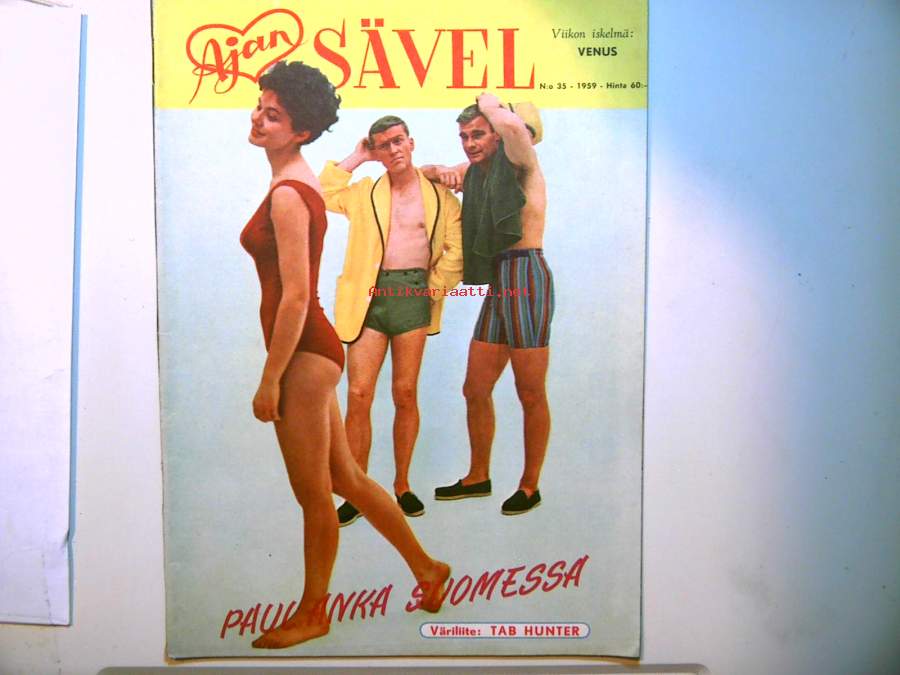 Ajan SÄVEL
Viikon iskelmä:
VENUS
N:o 35 - 1959 - Hinta 60:-
Antikvariaatti.net
PAUL ANKA SUOMESSA
Väriliite: TAB HUNTER